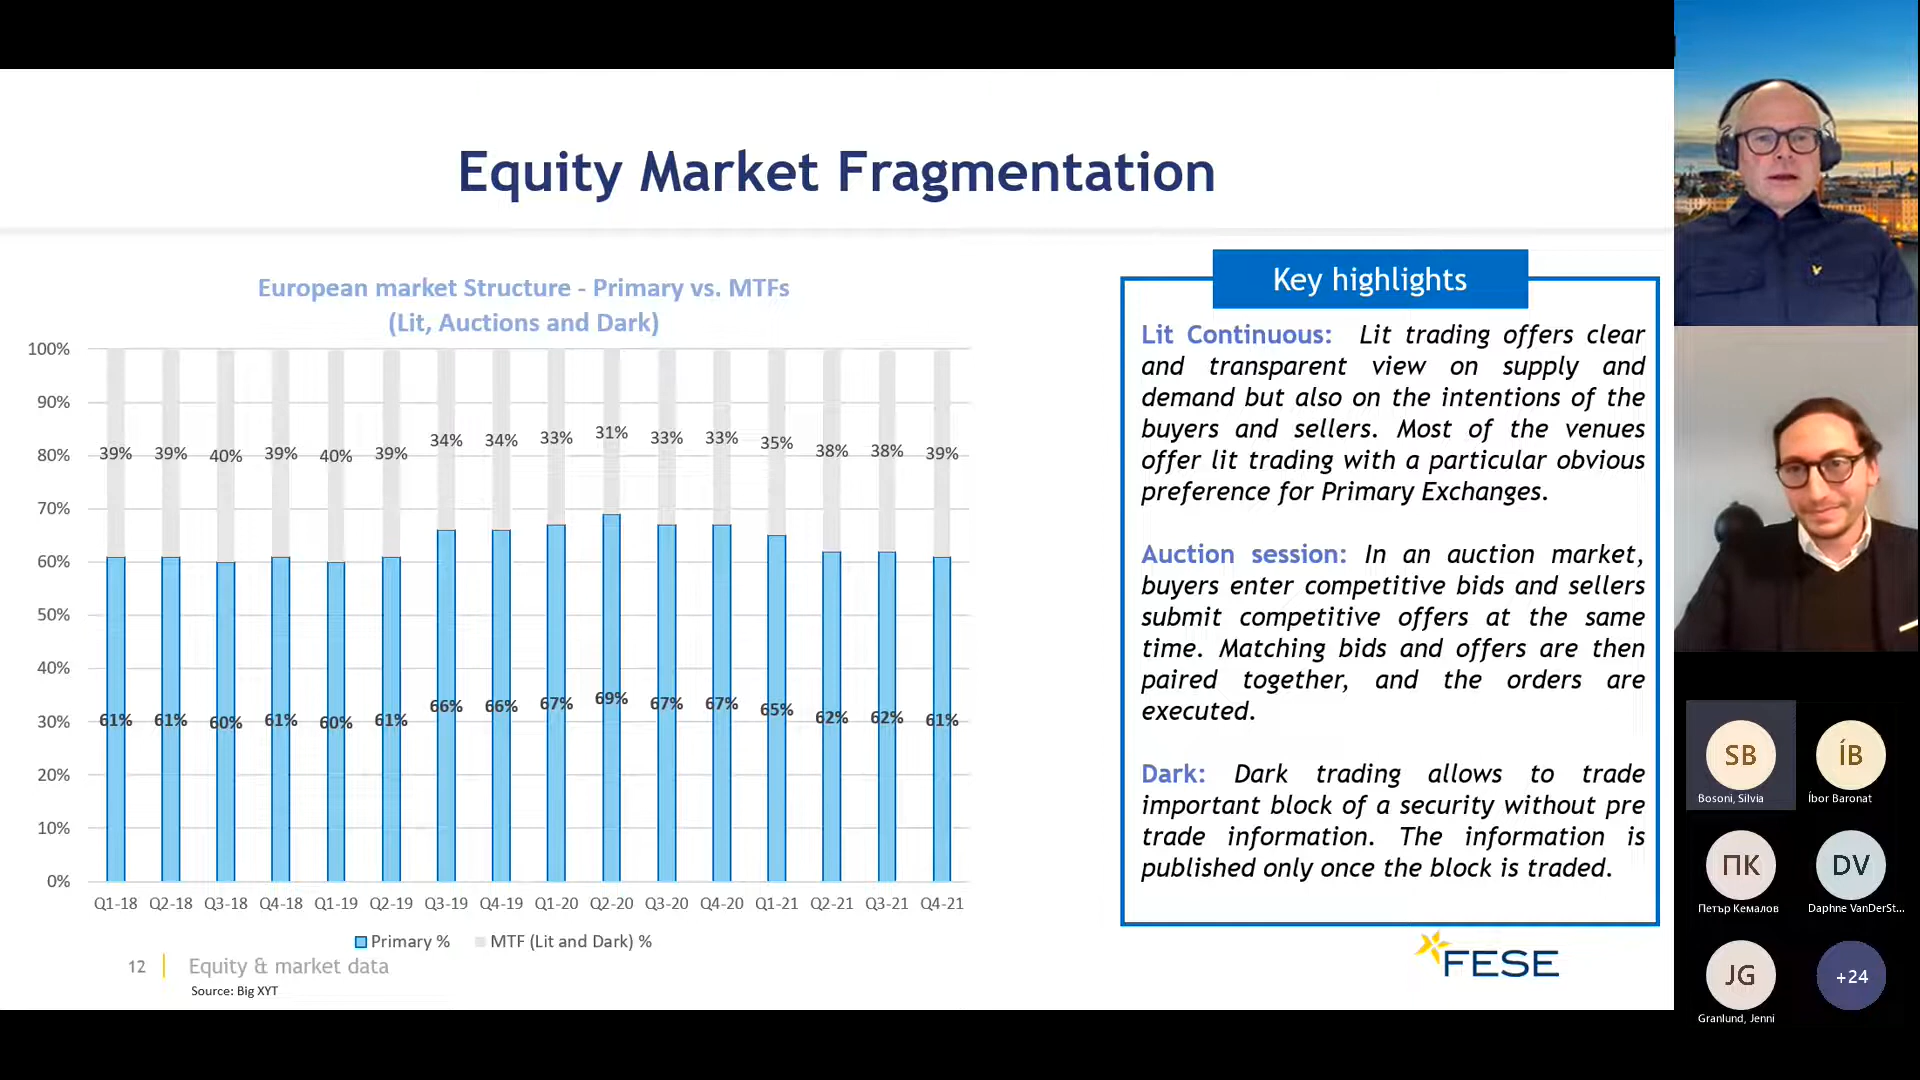 Equity Market Fragmentation
European market Structure - Primary vs. MTFs
(Lit, Auctions and Dark)
100%
90%
80%
70%
60%
50%
40%
30%
20%
10%
0%
39% 39% 40% 39% 40% 39% 34% 34% 33% 31% 33% 33% 35% 38% 38% 39%
61% 61% 60% 61% 60% 61% 66% 66% 67% 69% 67% 67% 65% 62% 62% 61%
Q1-18 Q2-18 Q3-18 Q4-18 Q1-19 Q2-19 Q3-19 Q4-19 Q1-20 Q2-20 Q3-20 Q4-20 Q1-21 Q2-21 Q3-21 Q4-21
Primary % MTF (Lit and Dark) %
12 Equity & market data
Source: Big XYT
Key highlights
Lit Continuous: Lit trading offers clear
and transparent view on supply and
demand but also on the intentions of the
buyers and sellers. Most of the venues
offer lit trading with a particular obvious
preference for Primary Exchanges.
Auction session: In an auction market,
buyers enter competitive bids and sellers
submit competitive offers at the same
time. Matching bids and offers are then
paired together, and the orders are
executed.
Dark: Dark trading allows to trade
important block of a security without pre
trade information. The information is
published only once the block is traded.
FESE
SB
Bosoni, Silvia
ÍB
Íbor Baronat
ПК
Петър Кемалов
DV
Daphne VanDerSt...
JG
Granlund, Jenni
+24